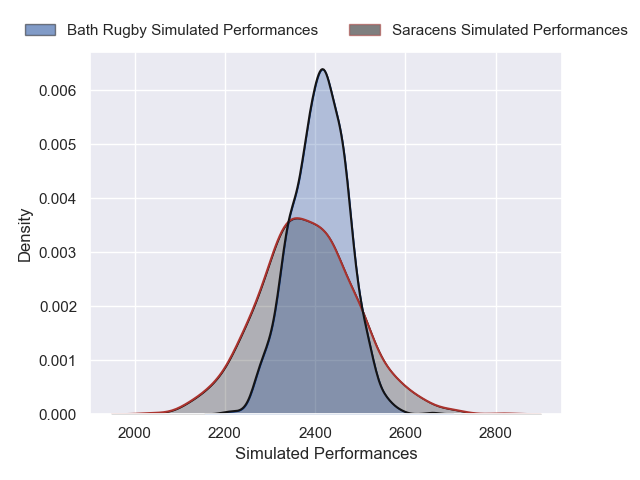 Bath Rugby Simulated Performances Saracens Simulated Performances
0.006
0.005
0.004
0.003
0.002
0.001
0.000
Density
2000 2200 2400 2600 2800
Simulated Performances